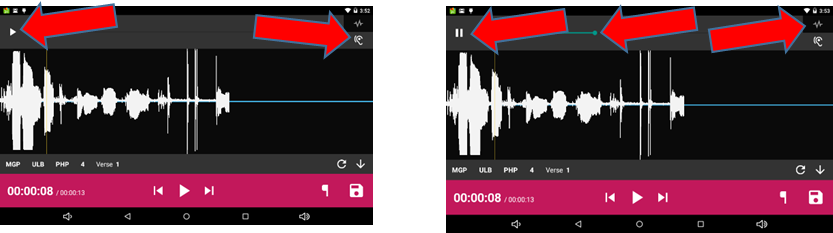 3:52
MGP ULB PHP 4 Verse 1
00:00:08 / 00:00:13
3:53
MGP ULB PHP 4 Verse 1
00:00:08 / 00:00:13